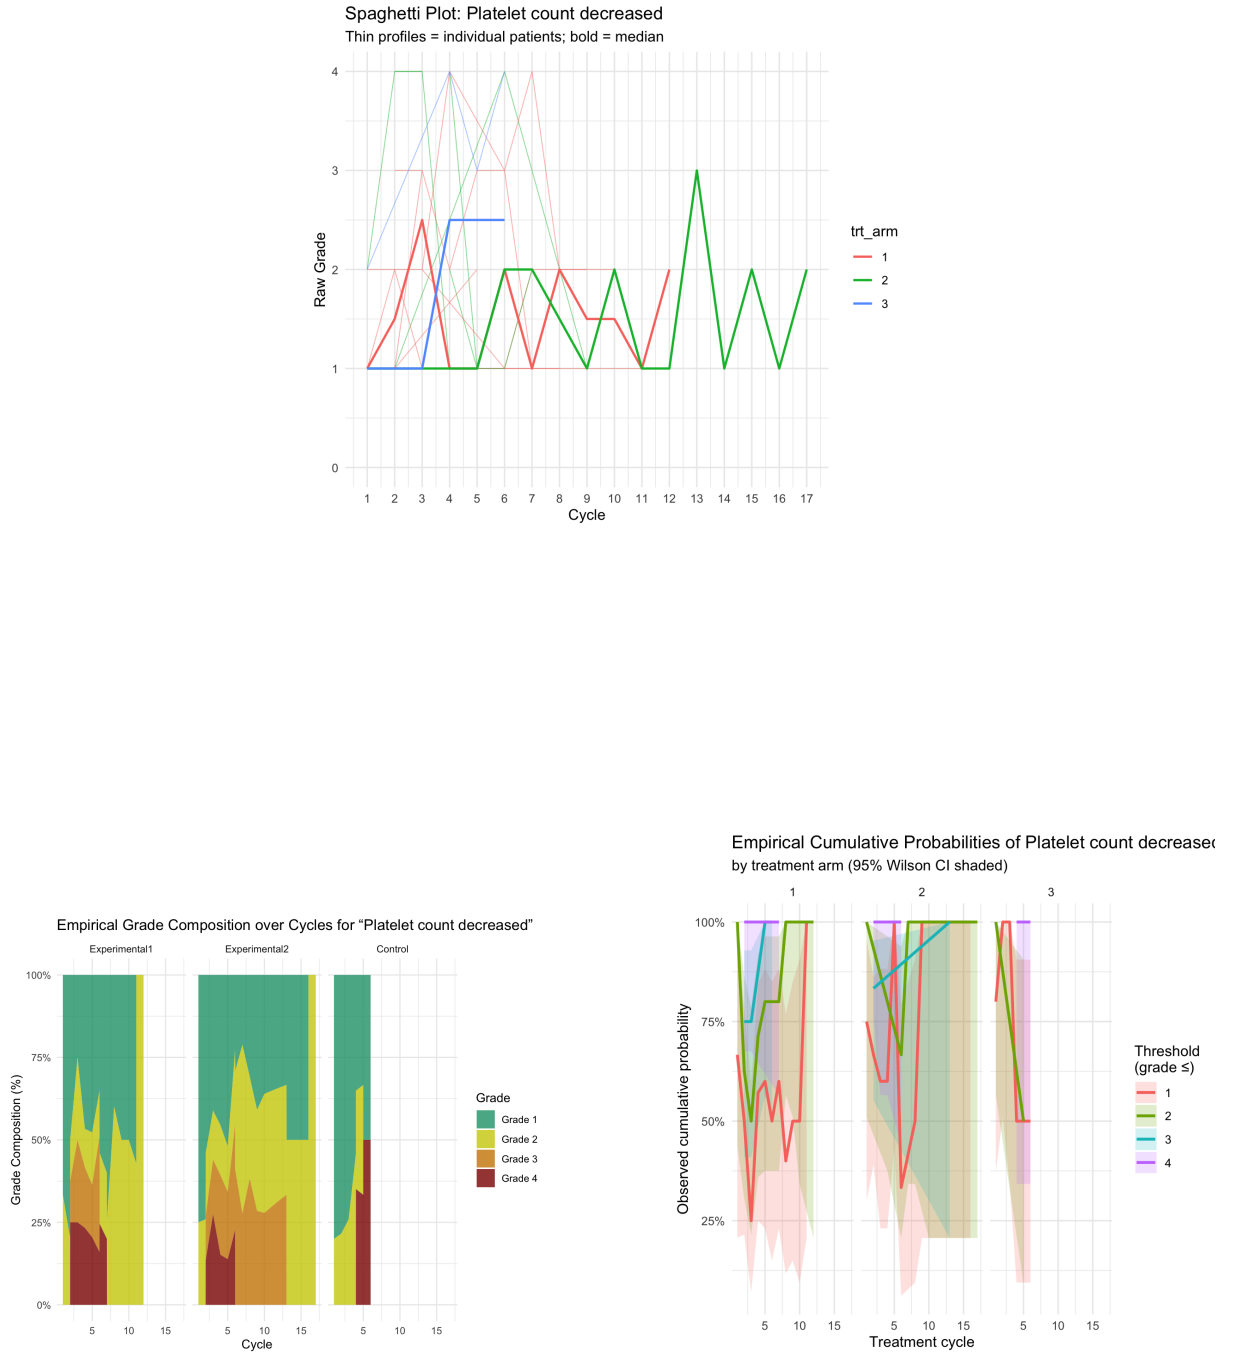 Spaghetti Plot: Platelet count decreased
Thin profiles = individual patients; bold = median
Raw Grade
4
3
2
1
0
1 2 3 4 5 6 7 8 9 10 11 12 13 14 15 16 17
Cycle
trt_arm
1
2
3
Empirical Grade Composition over Cycles for “Platelet count decreased”
Experimental1 Experimental2 Control
Grade Composition (%)
100%
75%
50%
25%
0%
5 10 15 5 10 15 5 10 15
Cycle
Grade
Grade 1
Grade 2
Grade 3
Grade 4
Empirical Cumulative Probabilities of Platelet count decreased
by treatment arm (95% Wilson CI shaded)
1 2 3
Observed cumulative probability
100%
75%
50%
25%
5 10 15 5 10 15 5 10 15
Treatment cycle
Threshold
(grade ≤)
1
2
3
4